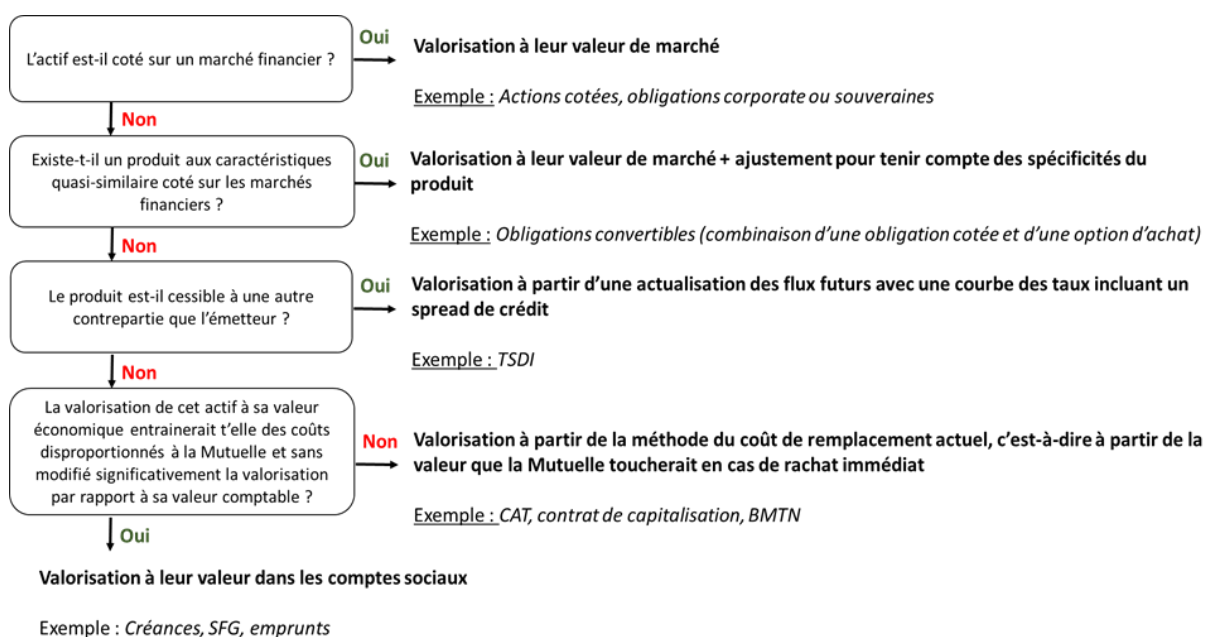 L'actif est-il coté sur un marché financier ?
Oui
Valorisation à leur valeur de marché
Exemple : Actions cotées, obligations corporate ou souveraines
Non
Existe-t-il un produit aux caractéristiques
quasi-similaire coté sur les marchés
financiers ?
Oui
Valorisation à leur valeur de marché + ajustement pour tenir compte des spécificités du
produit
Exemple : Obligations convertibles (combinaison d'une obligation cotée et d'une option d'achat)
Non
Le produit est-il cessible à une autre
contrepartie que l'émetteur ?
Oui
Valorisation à partir d'une actualisation des flux futurs avec une courbe des taux incluant un
spread de crédit
Exemple : TSDI
Non
La valorisation de cet actif à sa valeur
économique entrainerait t'elle des coûts
disproportionnés à la Mutuelle et sans
modifié significativement la valorisation
par rapport à sa valeur comptable ?
Non
Valorisation à partir de la méthode du coût de remplacement actuel, c'est-à-dire à partir de la
valeur que la Mutuelle toucherait en cas de rachat immédiat
Exemple : CAT, contrat de capitalisation, BMTN
Oui
Valorisation à leur valeur dans les comptes sociaux
Exemple : Créances, SFG, emprunts